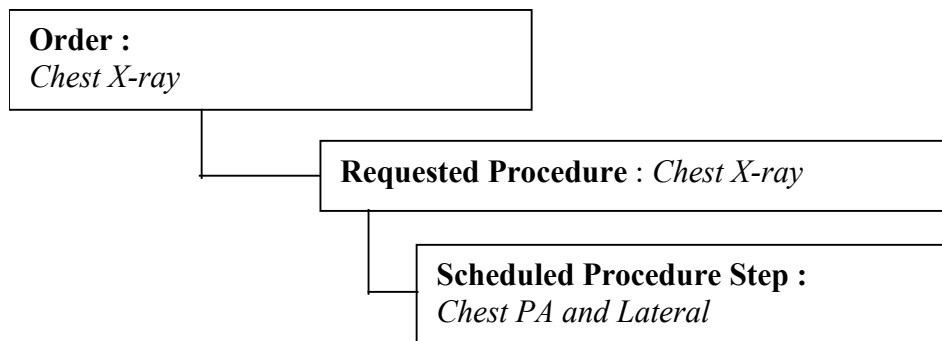 Order :
Chest X-ray
Requested Procedure : Chest X-ray
Scheduled Procedure Step :
Chest PA and Lateral